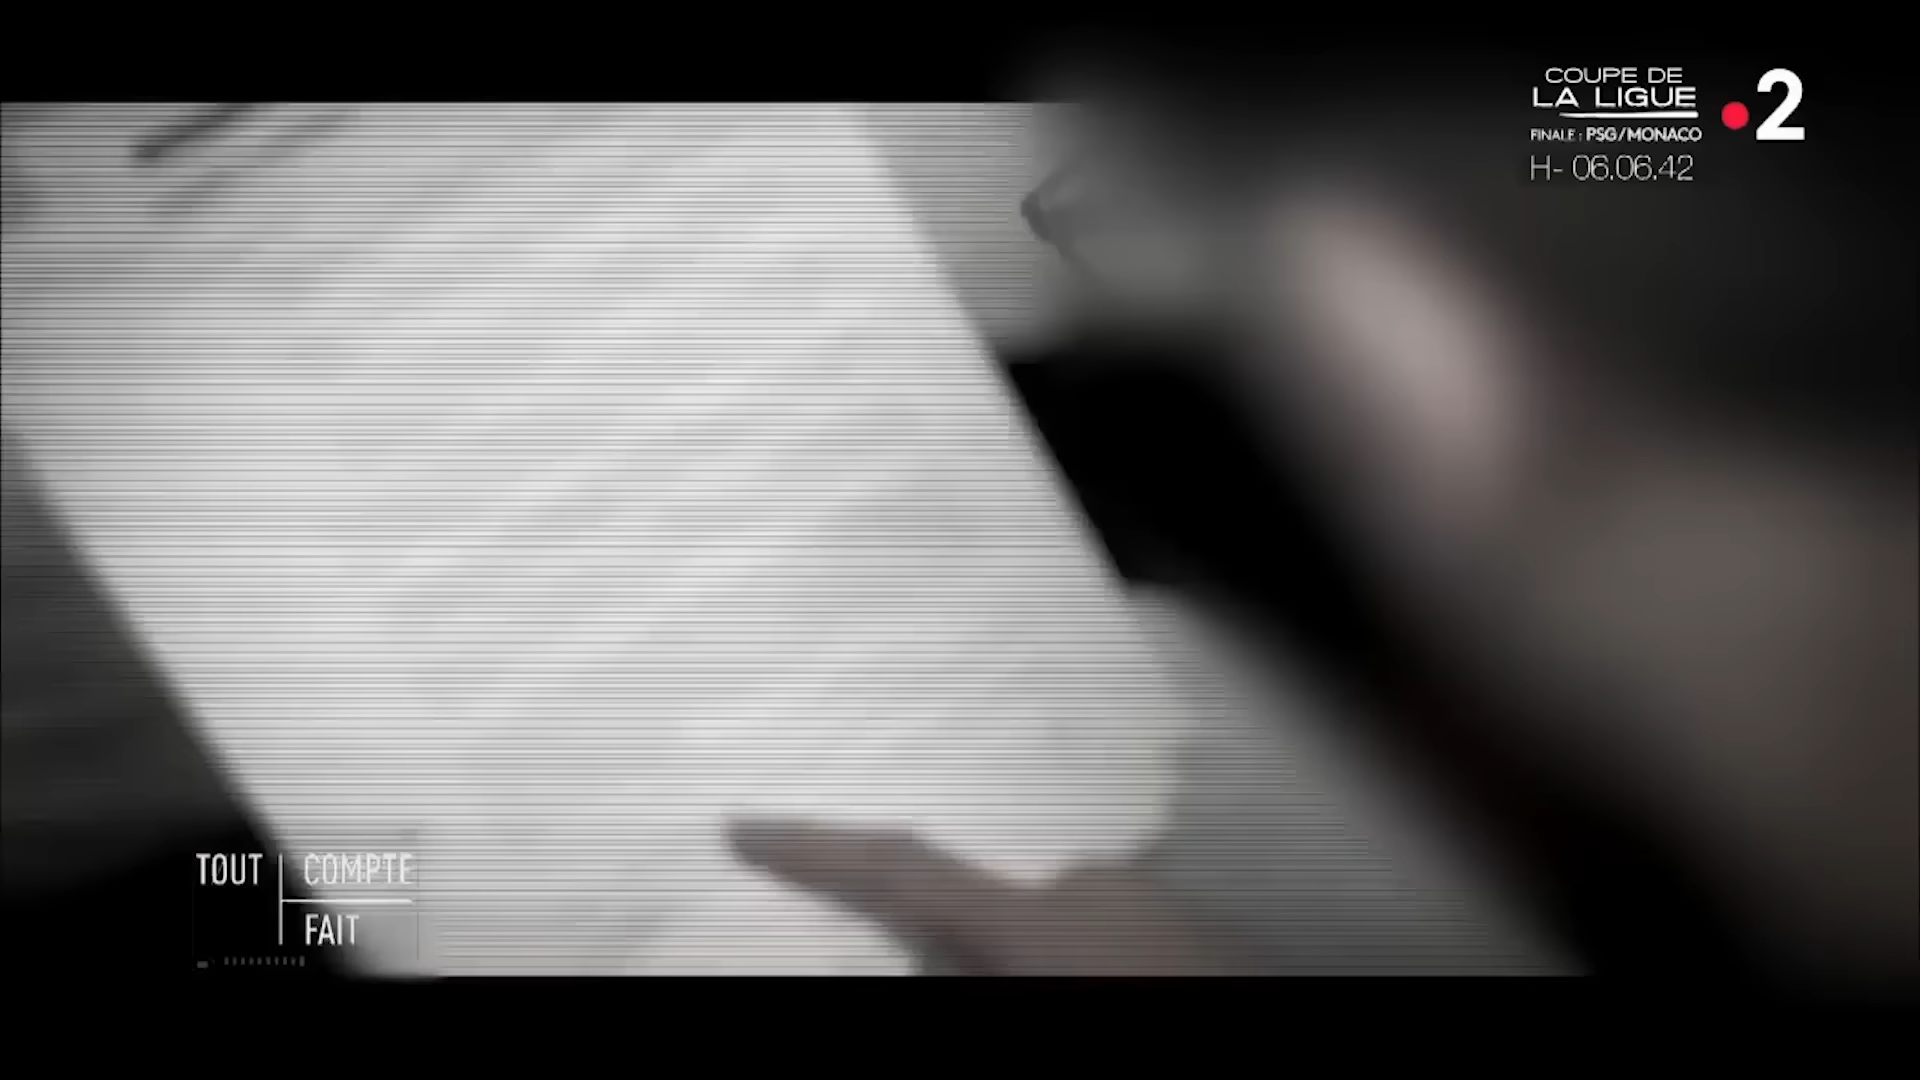 COUPE DE
LA LIGUE
FINALE : PSG/MONACO
H- 06.06.42
2
TOUT COMPTE
FAIT